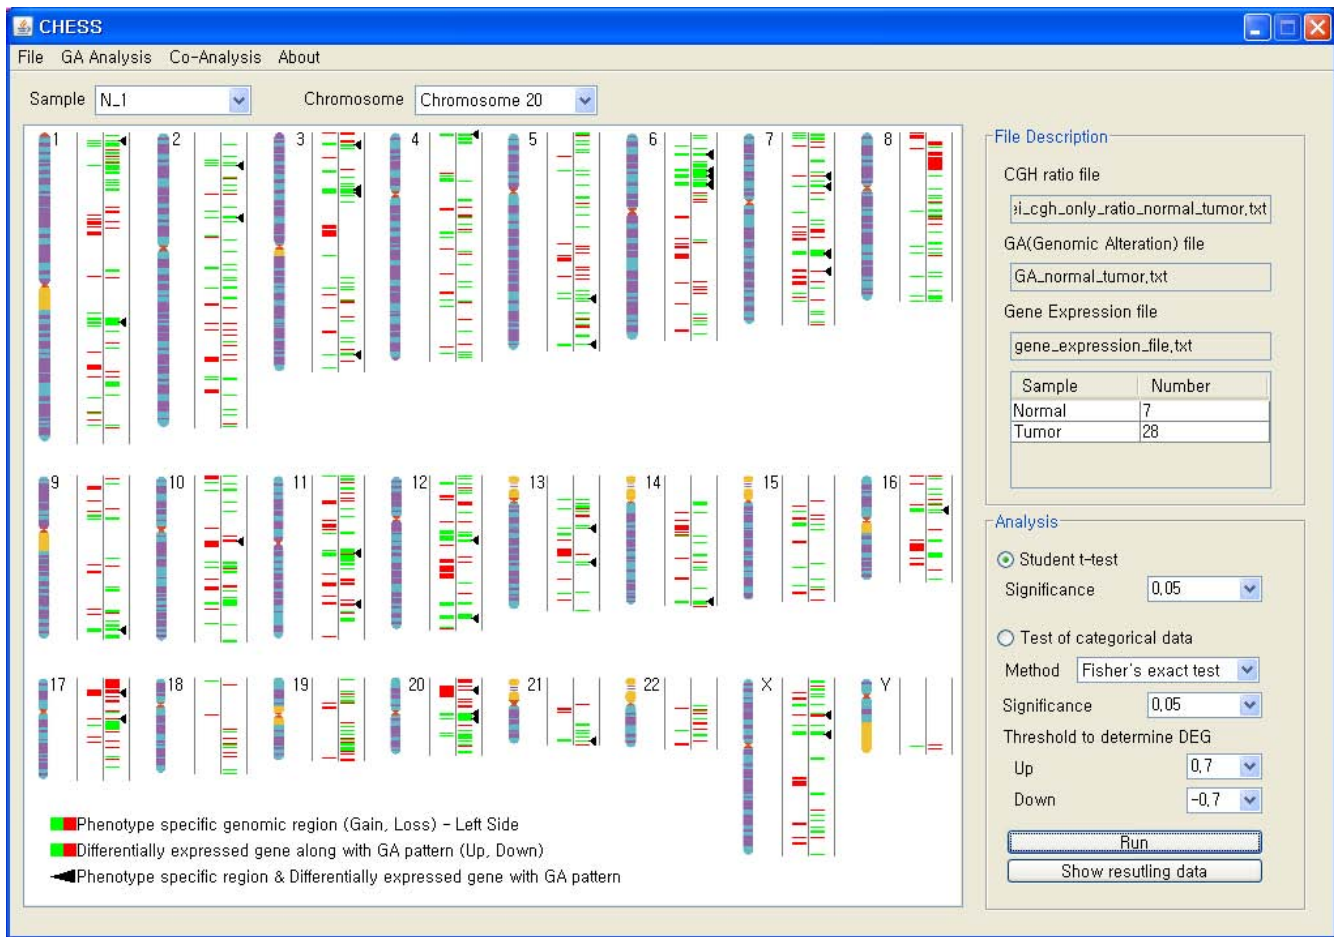 CHESS
File GA Analysis Co-Analysis About
Sample N_1 Chromosome Chromosome 20
1 2 3 4 5 6 7 8
9 10 11 12 13 14 15 16
17 18 19 20 21 22 X Y
Phenotype specific genomic region (Gain, Loss) - Left Side
Differentially expressed gene along with GA pattern (Up, Down)
Phenotype specific region & Differentially expressed gene with GA pattern
File Description
CGH ratio file
i_cgh_only_ratio_normal_tumor.txt
GA(Genomic Alteration) file
GA_normal_tumor.txt
Gene Expression file
gene_expression_file.txt
Sample Number
Normal 7
Tumor 28
Analysis
Student t-test
Significance 0.05
Test of categorical data
Method Fisher's exact test
Significance 0.05
Threshold to determine DEG
Up 0.7
Down -0.7
Run
Show resutling data